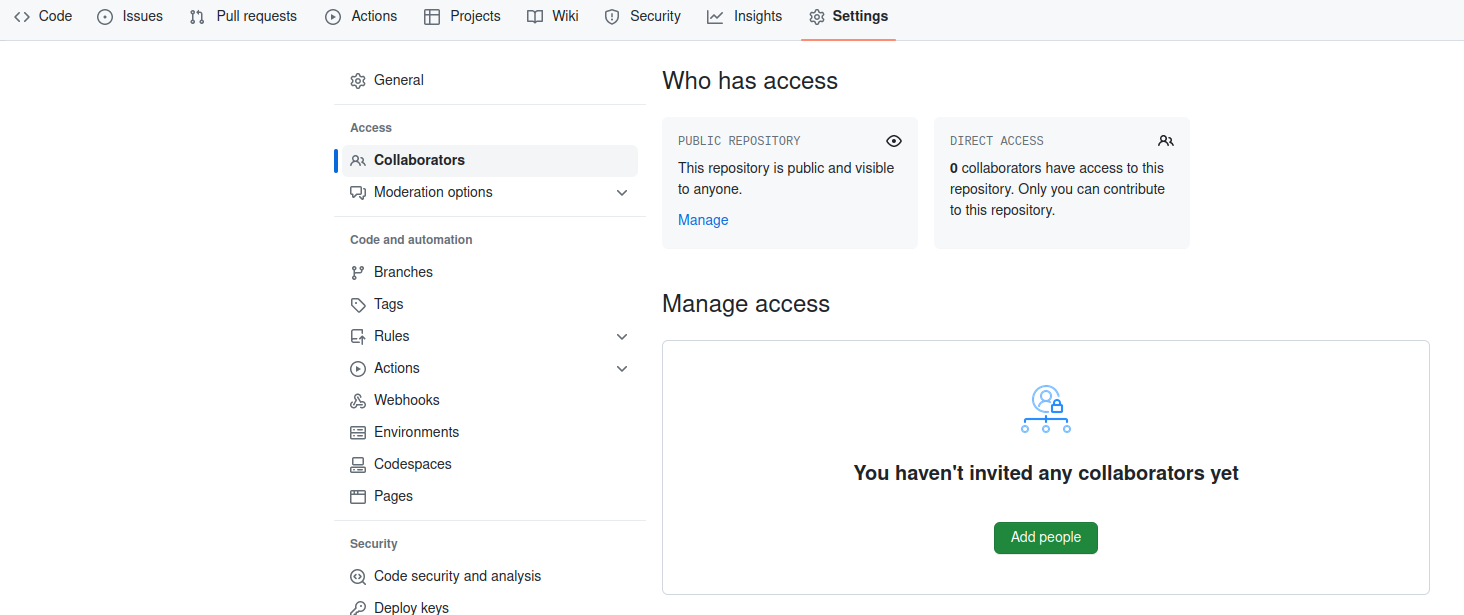 Code Issues Pull requests Actions Projects Wiki Security Insights Settings
General
Access
Collaborators
Moderation options
Code and automation
Branches
Tags
Rules
Actions
Webhooks
Environments
Codespaces
Pages
Security
Code security and analysis
Deploy keys
Who has access
PUBLIC REPOSITORY
This repository is public and visible
to anyone.
Manage
DIRECT ACCESS
0 collaborators have access to this
repository. Only you can contribute
to this repository.
Manage access
You haven't invited any collaborators yet
Add people